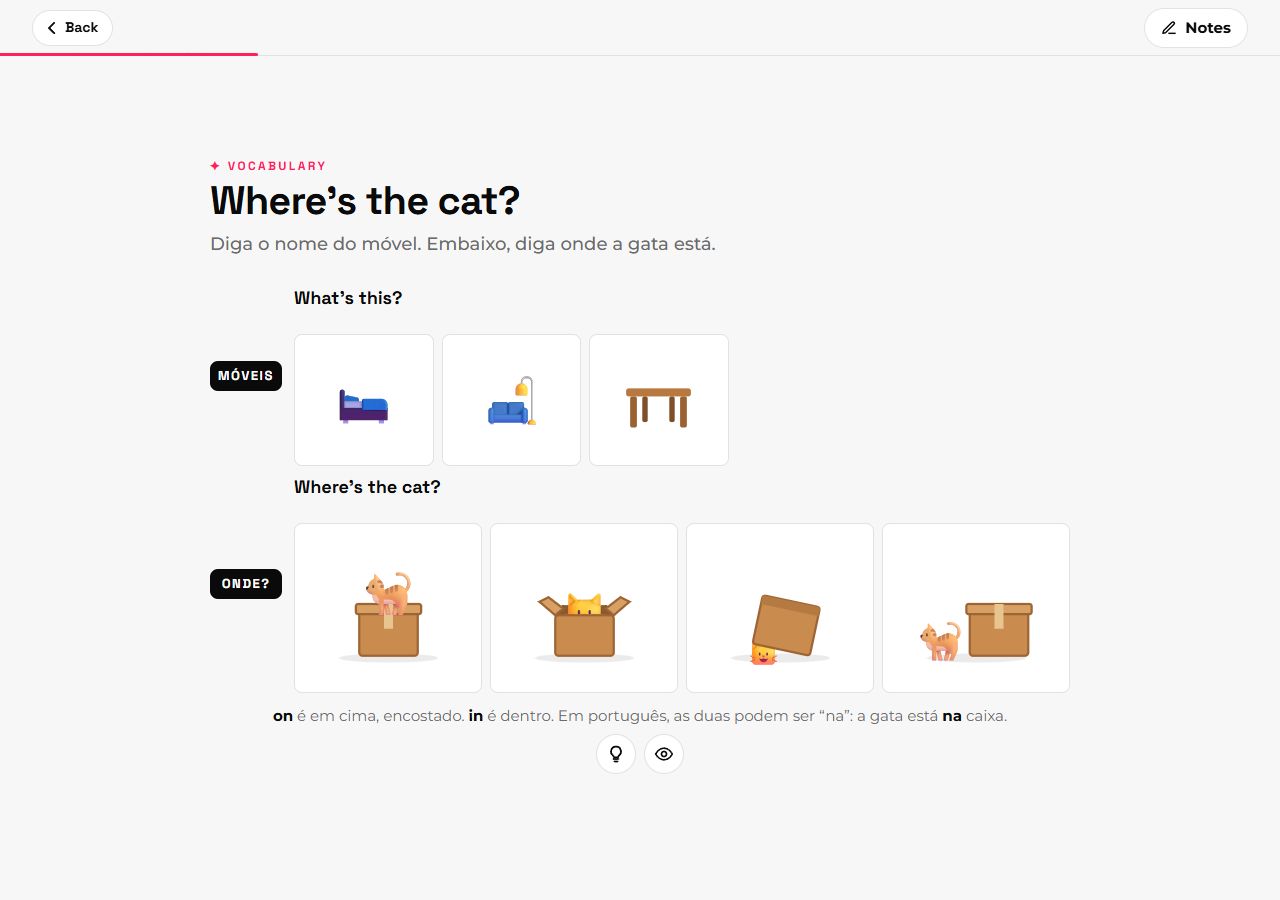 Back
Notes
✦ VOCABULARY
Where’s the cat?
Diga o nome do móvel. Embaixo, diga onde a gata está.
What’s this?
MÓVEIS
Where’s the cat?
ONDE?
on é em cima, encostado. in é dentro. Em português, as duas podem ser “na”: a gata está na caixa.